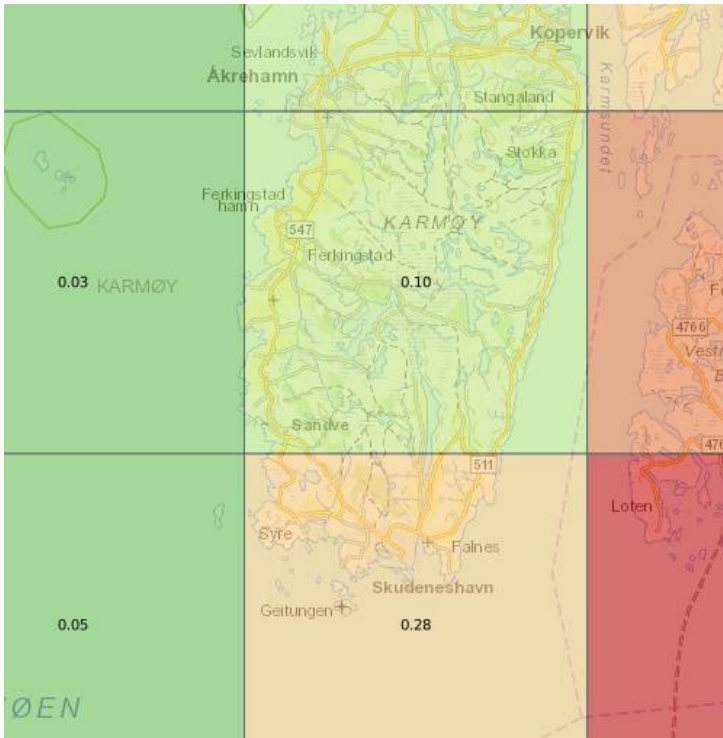 Sevlandsvik
Kopervik
Åkrehamn
Karmsundet
Stangaland
Stokka
Ferkingstad
hamn
KARMØY
547
Ferkingstad
0.03
KARMØY
0.10
4766
Sandve
511
Loten
Syre
Falnes
Skudeneshavn
Geitungen
0.05
0.28
ØEN